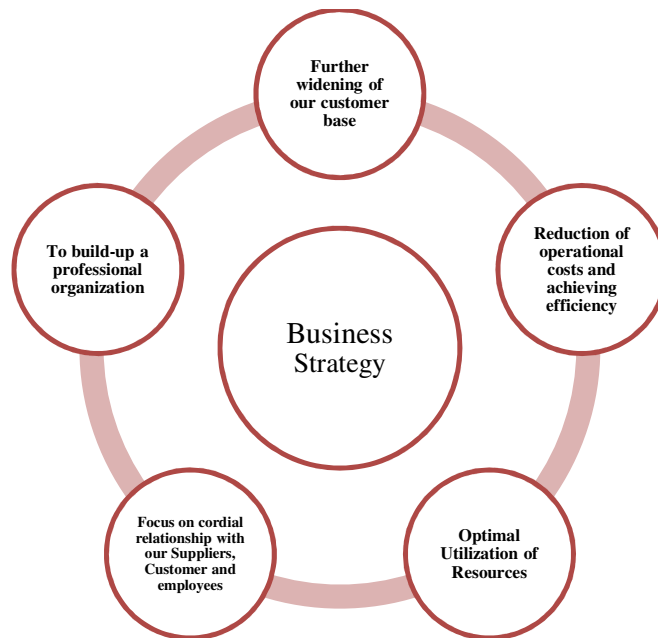 Further
widening of
our customer
base
Reduction of
operational
costs and
achieving
efficiency
Optimal
Utilization of
Resources
Focus on cordial
relationship with
our Suppliers,
Customer and
employees
To build-up a
professional
organization
Business
Strategy